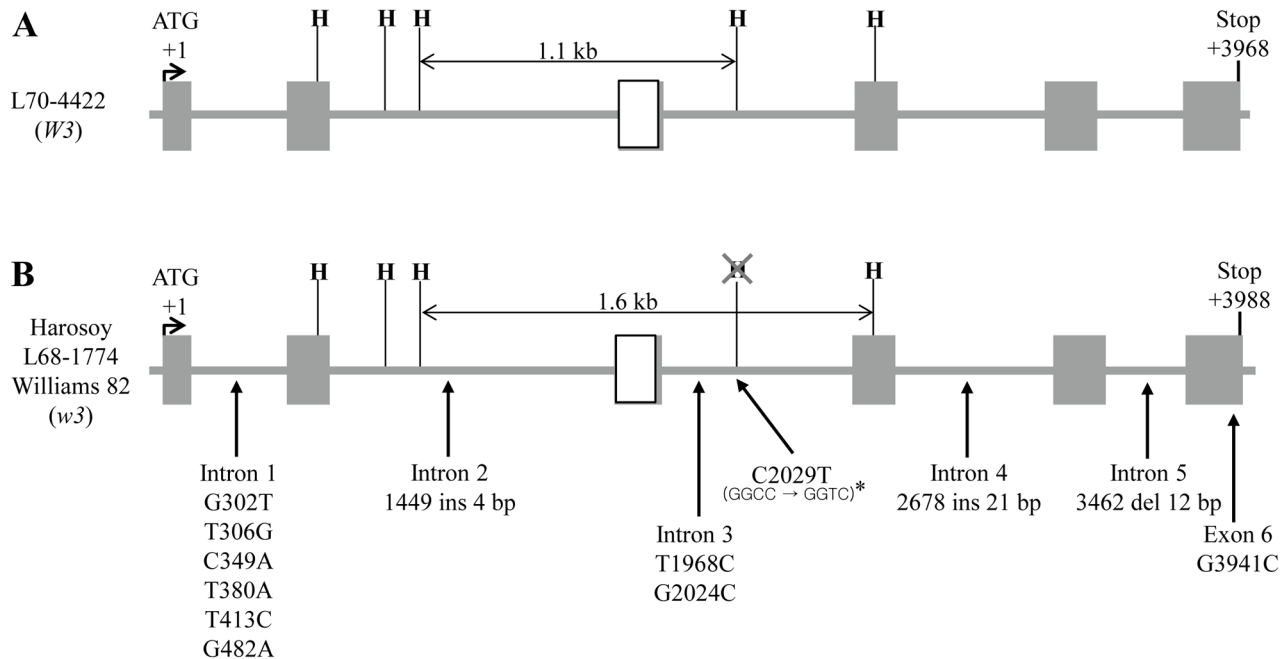 A
ATG
+1
H H H H H
1.1 kb
Stop
+3968
L70-4422
(W3)
B
ATG
+1
H H H H H
1.6 kb
Stop
+3988
Harosoy
L68-1774
Williams 82
(w3)
Intron 1
G302T
T306G
C349A
T380A
T413C
G482A
Intron 2
1449 ins 4 bp
Intron 3
T1968C
G2024C
C2029T
(GGCC → GGTC)*
Intron 4
2678 ins 21 bp
Intron 5
3462 del 12 bp
Exon 6
G3941C